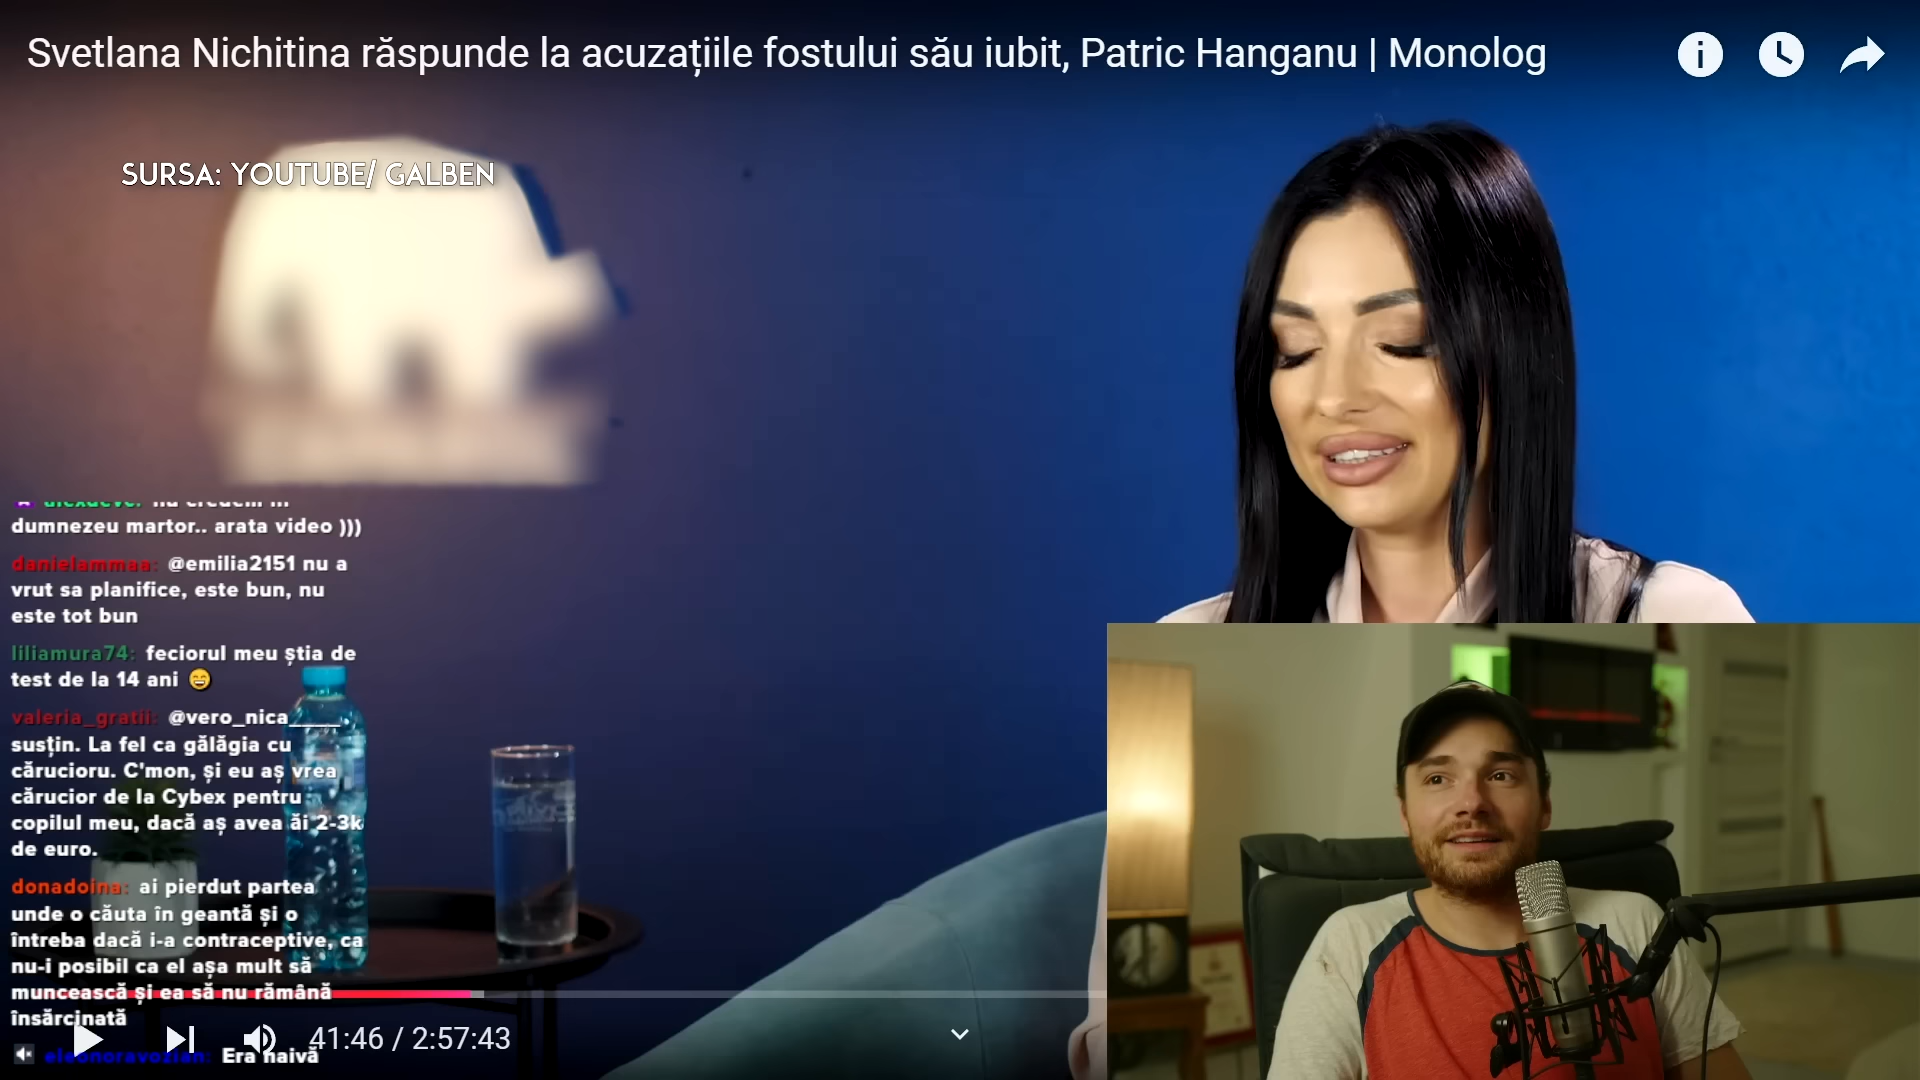 Svetlana Nichitina răspunde la acuzațiile fostului său iubit, Patric Hanganu | Monolog
SURSA: YOUTUBE/ GALBEN
dumnezeu martor.. arata video )))
danielammaa: @emilia2151 nu a
vrut sa planifice, este bun, nu
este tot bun
liliamura74: feciorul meu știa de
test de la 14 ani 😄
valeria_gratii: @vero_nica_____
susțin. La fel ca gălăgia cu
cărucioru. C'mon, și eu aș vrea
cărucior de la Cybex pentru
copilul meu, dacă aș avea ăi 2-3k
de euro.
donadoina: ai pierdut partea
unde o căuta în geantă și o
întreba dacă i-a contraceptive, ca
nu-i posibil ca el așa mult să
muncească și ea să nu rămână
însărcinată
41:46 / 2:57:43
eleonoravozian: Era naivă